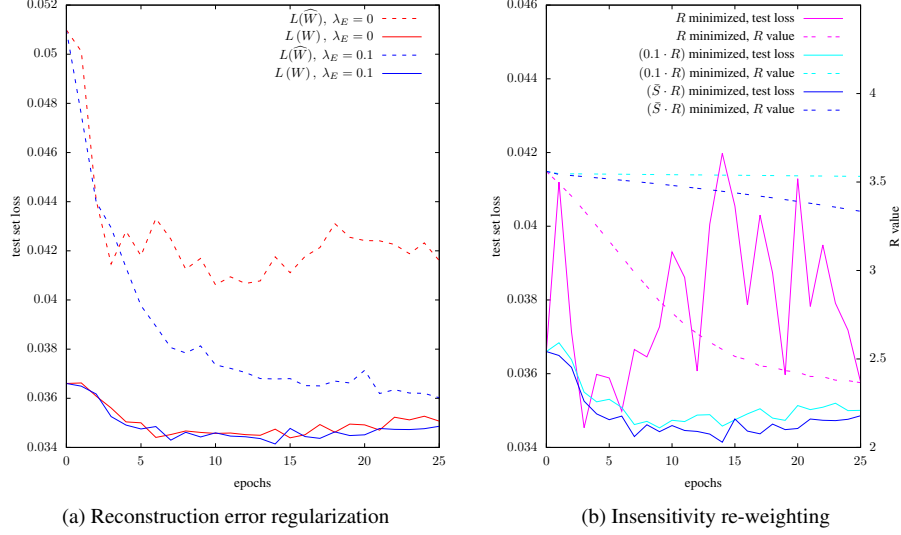 0.052
0.05
0.048
0.046
0.044
0.042
0.04
0.038
0.036
0.034
test set loss
0 5 10 15 20 25
epochs
L(Ŵ), λ_E = 0
L(W), λ_E = 0
L(Ŵ), λ_E = 0.1
L(W), λ_E = 0.1
(a) Reconstruction error regularization
0.046
0.044
0.042
0.04
0.038
0.036
0.034
test set loss
0 5 10 15 20 25
epochs
4
3.5
3
2.5
2
R value
R minimized, test loss
R minimized, R value
(0.1 · R) minimized, test loss
(0.1 · R) minimized, R value
(S̄ · R) minimized, test loss
(S̄ · R) minimized, R value
(b) Insensitivity re-weighting